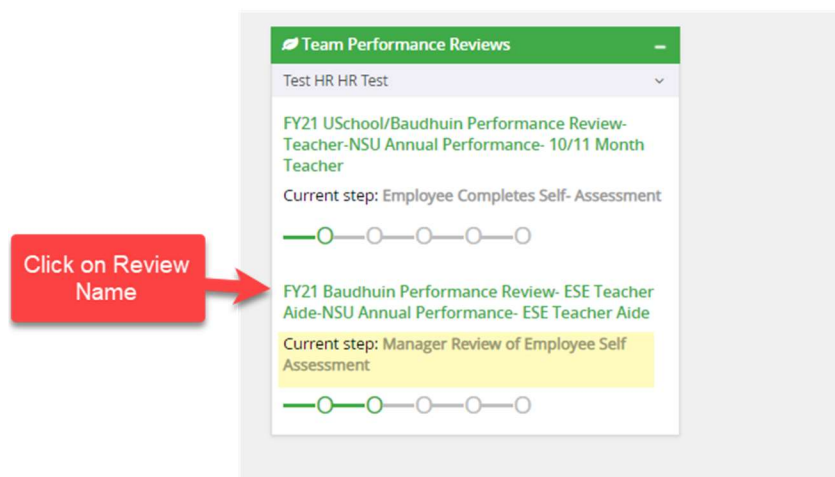 Team Performance Reviews
Test HR HR Test
FY21 USchool/Baudhuin Performance Review-
Teacher-NSU Annual Performance- 10/11 Month
Teacher
Current step: Employee Completes Self- Assessment
Click on Review
Name
FY21 Baudhuin Performance Review- ESE Teacher
Aide-NSU Annual Performance- ESE Teacher Aide
Current step: Manager Review of Employee Self
Assessment